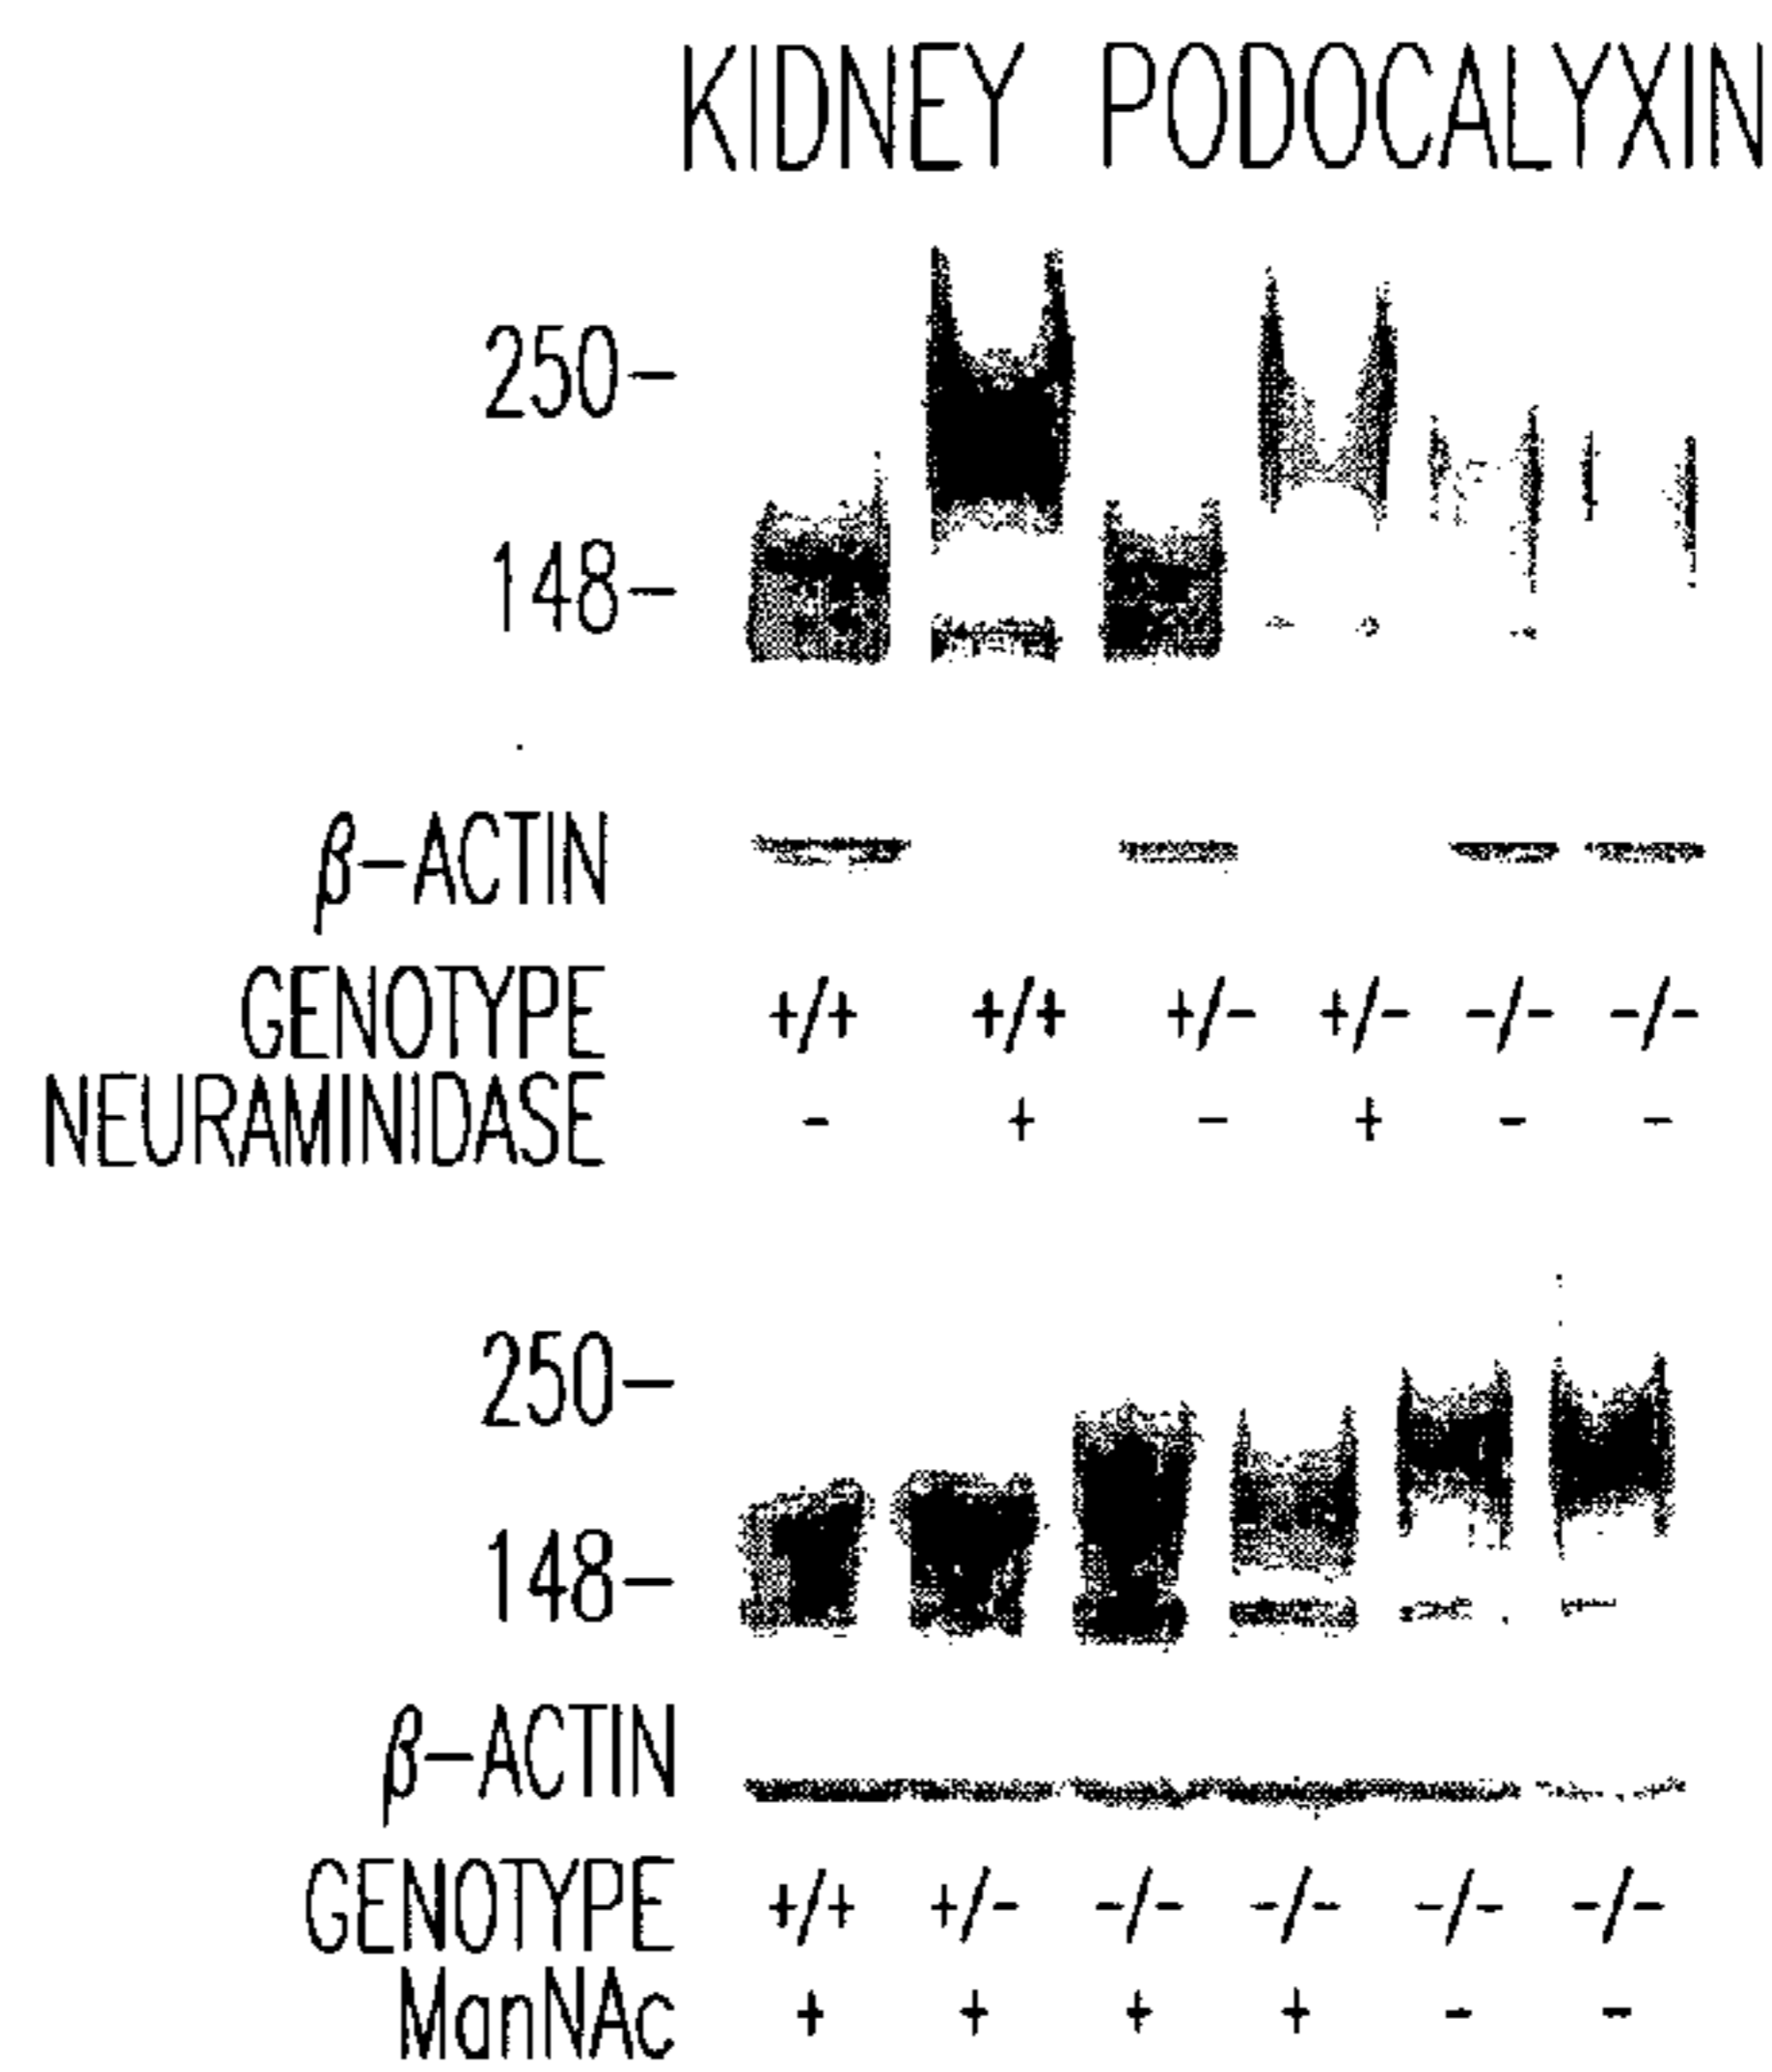 KIDNEY PODOCALYXIN
250-
148-
β-ACTIN
GENOTYPE +/+ +/+ +/- +/- -/- -/-
NEURAMINIDASE - + - + - -
250-
148-
β-ACTIN
GENOTYPE +/+ +/- -/- -/- -/- -/-
ManNAc + + + + - -